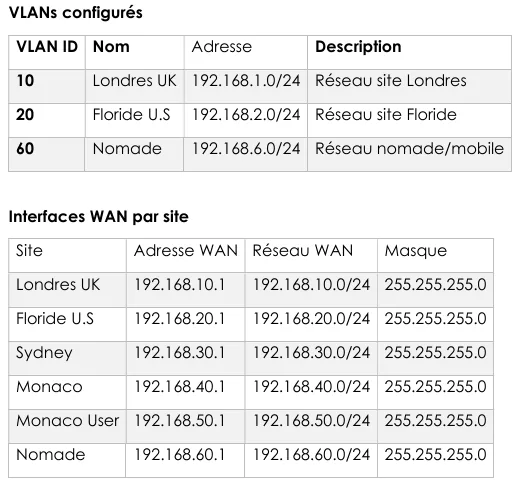 VLANs configurés
VLAN ID Nom Adresse Description
10 Londres UK 192.168.1.0/24 Réseau site Londres
20 Floride U.S 192.168.2.0/24 Réseau site Floride
60 Nomade 192.168.6.0/24 Réseau nomade/mobile
Interfaces WAN par site
Site Adresse WAN Réseau WAN Masque
Londres UK 192.168.10.1 192.168.10.0/24 255.255.255.0
Floride U.S 192.168.20.1 192.168.20.0/24 255.255.255.0
Sydney 192.168.30.1 192.168.30.0/24 255.255.255.0
Monaco 192.168.40.1 192.168.40.0/24 255.255.255.0
Monaco User 192.168.50.1 192.168.50.0/24 255.255.255.0
Nomade 192.168.60.1 192.168.60.0/24 255.255.255.0